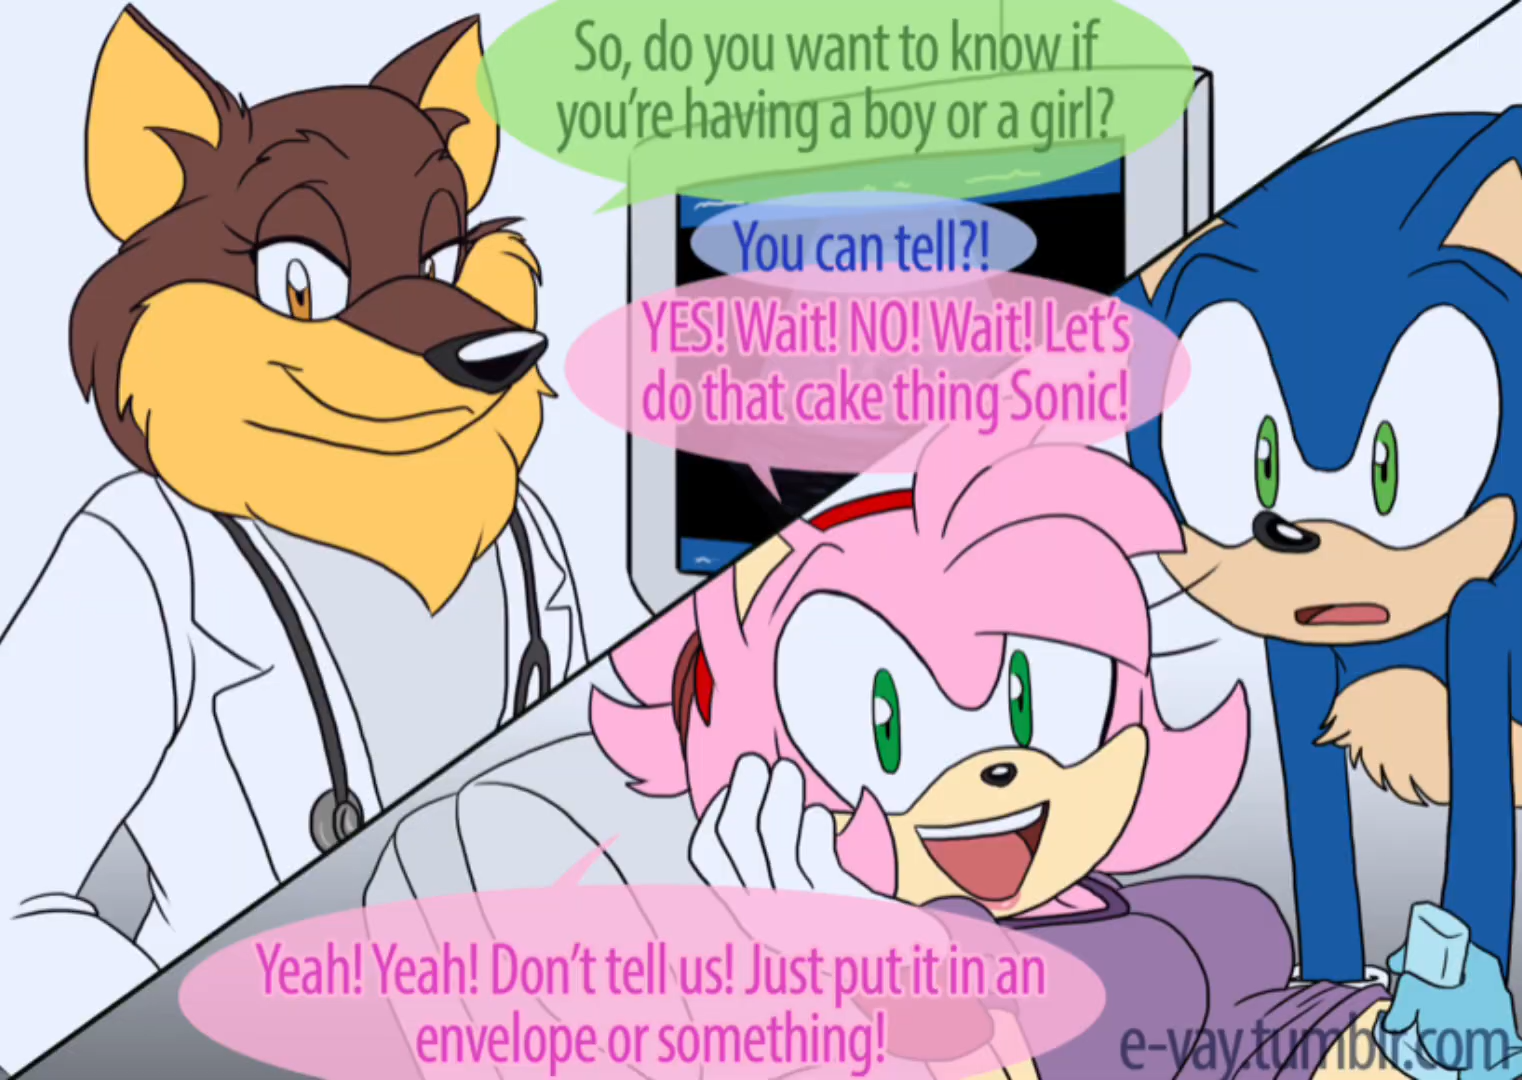 So, do you want to know if
you're having a boy or a girl?
You can tell?!
YES! Wait! NO! Wait! Let's
do that cake thing Sonic!
Yeah! Yeah! Don't tell us! Just put it in an
envelope or something!
e-vay.tumblr.com